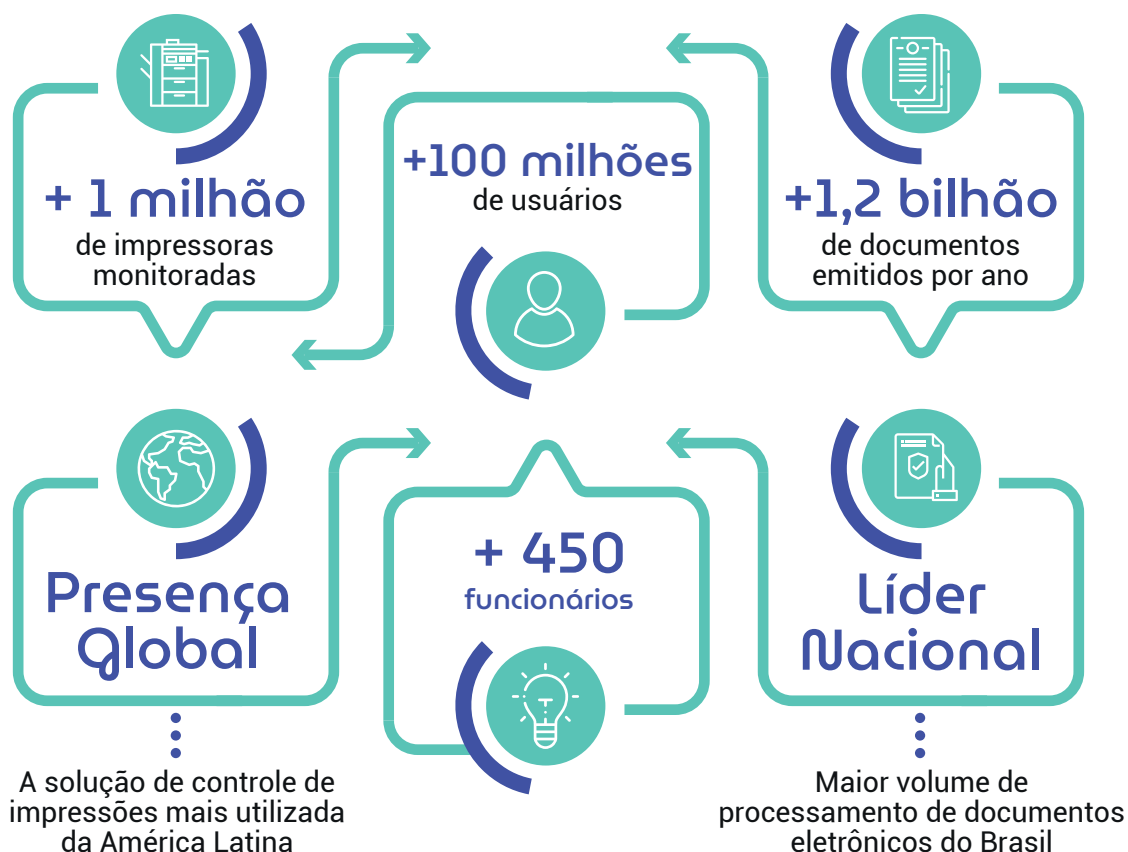 + 1 milhão
de impressoras
monitoradas
+100 milhões
de usuários
+1,2 bilhão
de documentos
emitidos por ano
Presença
Global
A solução de controle de
impressões mais utilizada
da América Latina
+ 450
funcionários
Líder
Nacional
Maior volume de
processamento de documentos
eletrônicos do Brasil